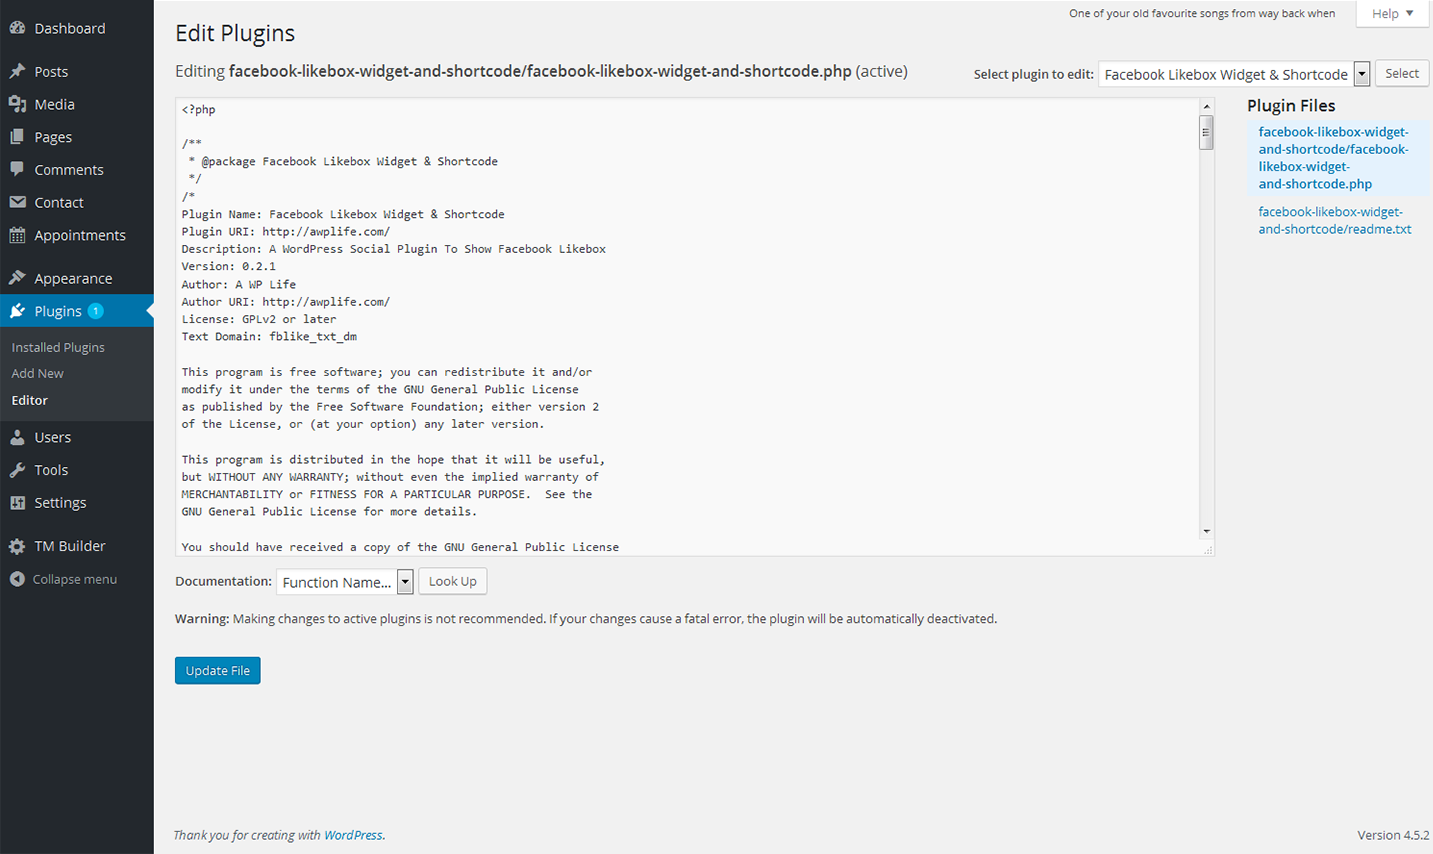 Dashboard
Posts
Media
Pages
Comments
Contact
Appointments
Appearance
Plugins 1
Installed Plugins
Add New
Editor
Users
Tools
Settings
TM Builder
Collapse menu
One of your old favourite songs from way back when
Help
Edit Plugins
Editing facebook-likebox-widget-and-shortcode/facebook-likebox-widget-and-shortcode.php (active)
Select plugin to edit: Facebook Likebox Widget & Shortcode Select
<?php
/**
* @package Facebook Likebox Widget & Shortcode
*/
/*
Plugin Name: Facebook Likebox Widget & Shortcode
Plugin URI: http://awplife.com/
Description: A WordPress Social Plugin To Show Facebook Likebox
Version: 0.2.1
Author: A WP Life
Author URI: http://awplife.com/
License: GPLv2 or later
Text Domain: fblike_txt_dm
This program is free software; you can redistribute it and/or
modify it under the terms of the GNU General Public License
as published by the Free Software Foundation; either version 2
of the License, or (at your option) any later version.
This program is distributed in the hope that it will be useful,
but WITHOUT ANY WARRANTY; without even the implied warranty of
MERCHANTABILITY or FITNESS FOR A PARTICULAR PURPOSE.  See the
GNU General Public License for more details.
You should have received a copy of the GNU General Public License
Plugin Files
facebook-likebox-widget-
and-shortcode/facebook-
likebox-widget-
and-shortcode.php
facebook-likebox-widget-
and-shortcode/readme.txt
Documentation: Function Name... Look Up
Warning: Making changes to active plugins is not recommended. If your changes cause a fatal error, the plugin will be automatically deactivated.
Update File
Thank you for creating with WordPress.
Version 4.5.2